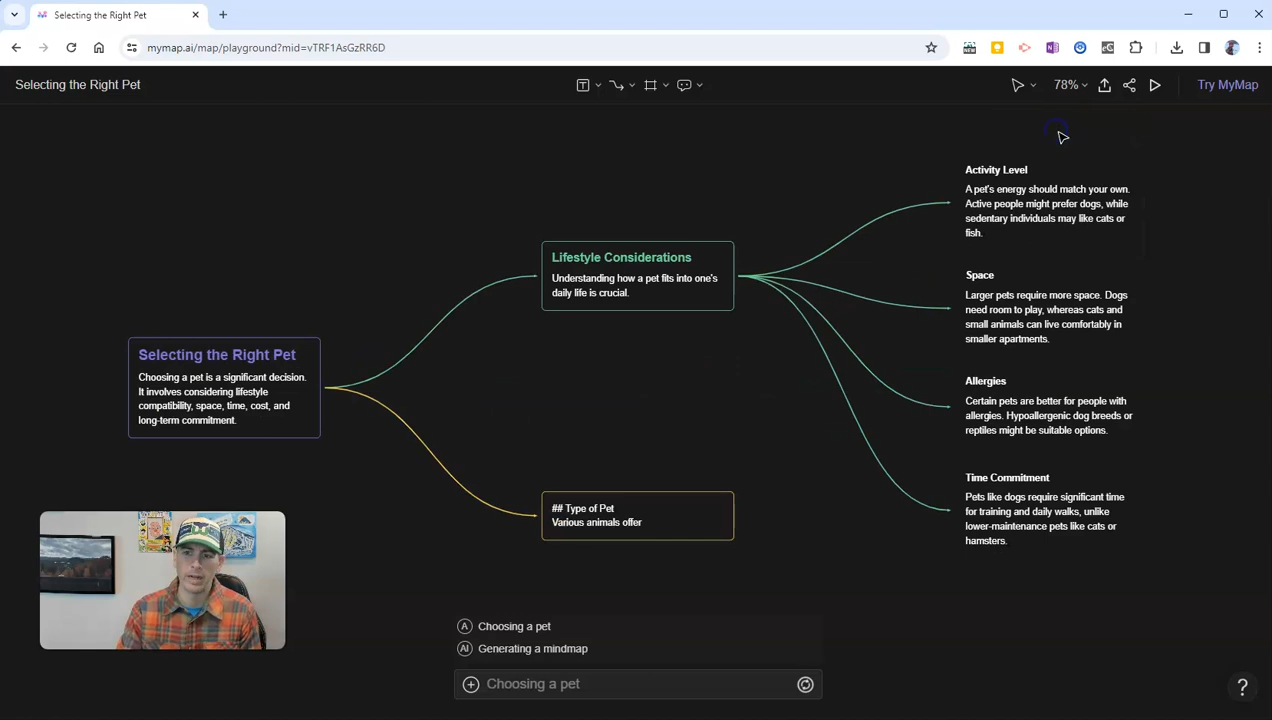 Selecting the Right Pet
mymap.ai/map/playground?mid=vTRF1AsGzRR6D
Selecting the Right Pet
78%
Try MyMap
Activity Level
A pet's energy should match your own.
Active people might prefer dogs, while
sedentary individuals may like cats or
fish.
Lifestyle Considerations
Understanding how a pet fits into one's
daily life is crucial.
Space
Larger pets require more space. Dogs
need room to play, whereas cats and
small animals can live comfortably in
smaller apartments.
Selecting the Right Pet
Choosing a pet is a significant decision.
It involves considering lifestyle
compatibility, space, time, cost, and
long-term commitment.
Allergies
Certain pets are better for people with
allergies. Hypoallergenic dog breeds or
reptiles might be suitable options.
Time Commitment
Pets like dogs require significant time
for training and daily walks, unlike
lower-maintenance pets like cats or
hamsters.
## Type of Pet
Various animals offer
A Choosing a pet
AI Generating a mindmap
Choosing a pet
?